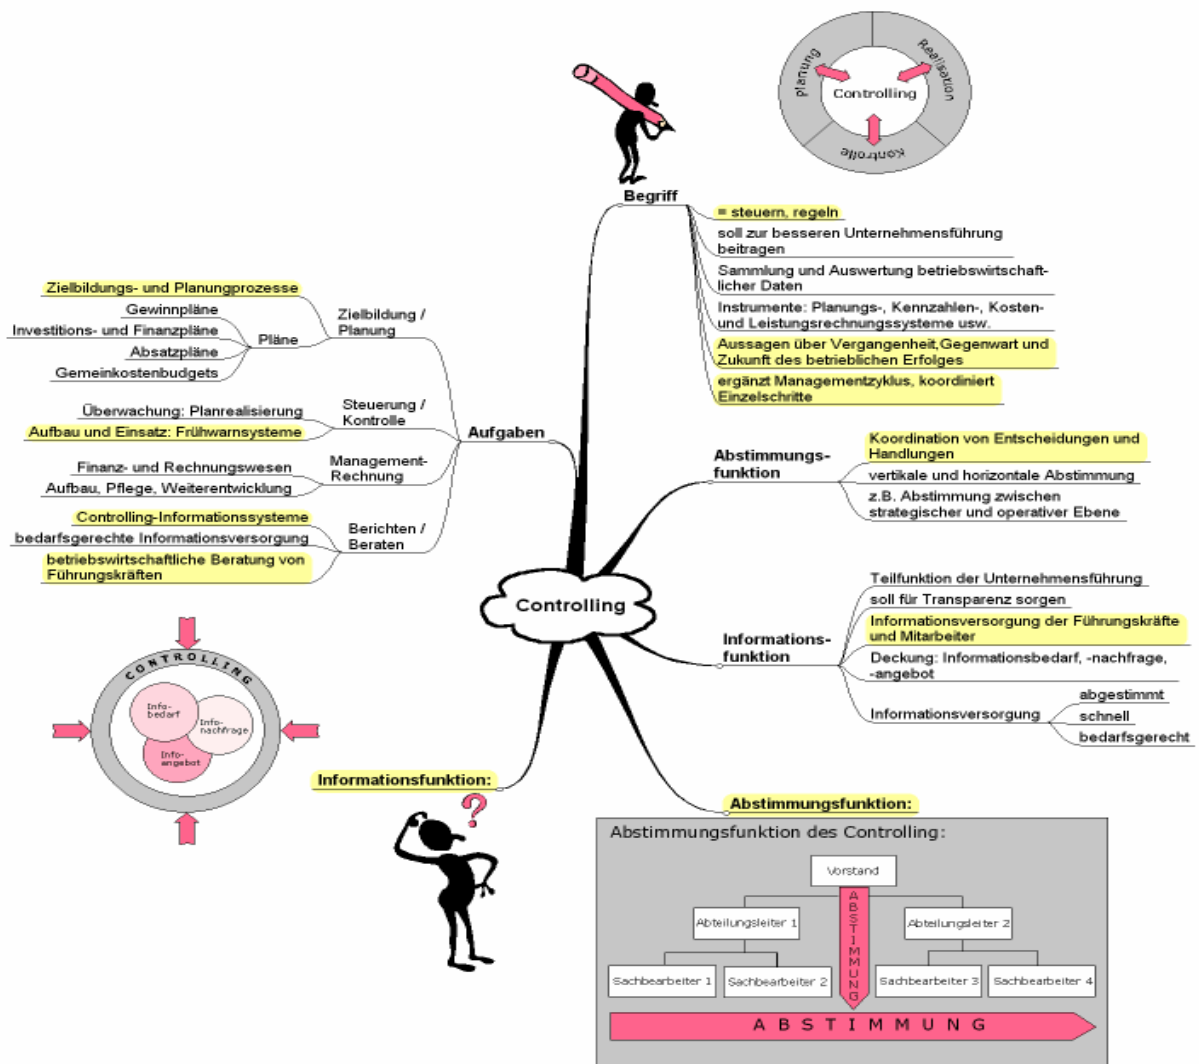 Planung
Realisation
Controlling
Kontrolle
Begriff
= steuern, regeln
soll zur besseren Unternehmensführung
beitragen
Sammlung und Auswertung betriebswirtschaft-
licher Daten
Instrumente: Planungs-, Kennzahlen-, Kosten-
und Leistungsrechnungssysteme usw.
Aussagen über Vergangenheit,Gegenwart und
Zukunft des betrieblichen Erfolges
ergänzt Managementzyklus, koordiniert
Einzelschritte
Aufgaben
Zielbildung /
Planung
Zielbildungs- und Planungprozesse
Pläne
Gewinnpläne
Investitions- und Finanzpläne
Absatzpläne
Gemeinkostenbudgets
Steuerung /
Kontrolle
Überwachung: Planrealisierung
Aufbau und Einsatz: Frühwarnsysteme
Management-
Rechnung
Finanz- und Rechnungswesen
Aufbau, Pflege, Weiterentwicklung
Berichten /
Beraten
Controlling-Informationssysteme
bedarfsgerechte Informationsversorgung
betriebswirtschaftliche Beratung von
Führungskräften
Abstimmungs-
funktion
Koordination von Entscheidungen und
Handlungen
vertikale und horizontale Abstimmung
z.B. Abstimmung zwischen
strategischer und operativer Ebene
Controlling
Informations-
funktion
Teilfunktion der Unternehmensführung
soll für Transparenz sorgen
Informationsversorgung der Führungskräfte
und Mitarbeiter
Deckung: Informationsbedarf, -nachfrage,
-angebot
Informationsversorgung
abgestimmt
schnell
bedarfsgerecht
CONTROLLING
Info-
bedarf
Info-
nachfrage
Info-
angebot
Informationsfunktion:
?
Abstimmungsfunktion:
Abstimmungsfunktion des Controlling:
Vorstand
ABSTIMMUNG
Abteilungsleiter 1
Abteilungsleiter 2
Sachbearbeiter 1
Sachbearbeiter 2
Sachbearbeiter 3
Sachbearbeiter 4
ABSTIMMUNG